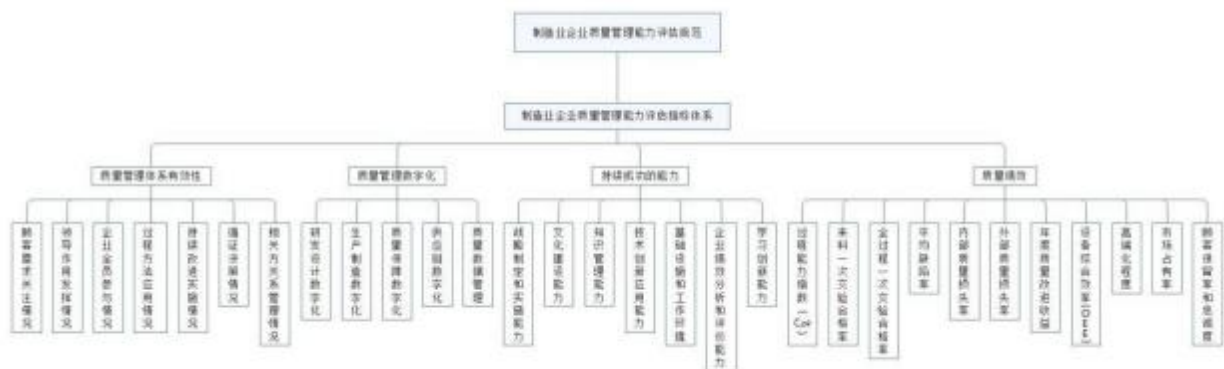 制造业企业质量管理能力评估规范
制造业企业质量管理能力评估指标体系
质量管理体系有效性
质量管理数字化
持续成功的能力
质量绩效
顾客需求关注情况
领导作用发挥情况
企业全员参与情况
过程方法应用情况
持续改进实施情况
循证决策情况
相关方关系管理情况
研发设计数字化
生产制造数字化
质量保障数字化
供应链数字化
质量数据管理
战略制定和实施能力
文化建设能力
知识管理能力
技术创新应用能力
基础设施和工作环境
企业绩效分析和评价能力
学习创新能力
过程能力指数(Cpk)
来料一次交验合格率
全过程一次交验合格率
平均缺陷率
内部质量损失率
外部质量损失率
年度质量改进收益
设备综合效率(OEE)
高端化程度
市场占有率
顾客保留率和忠诚度